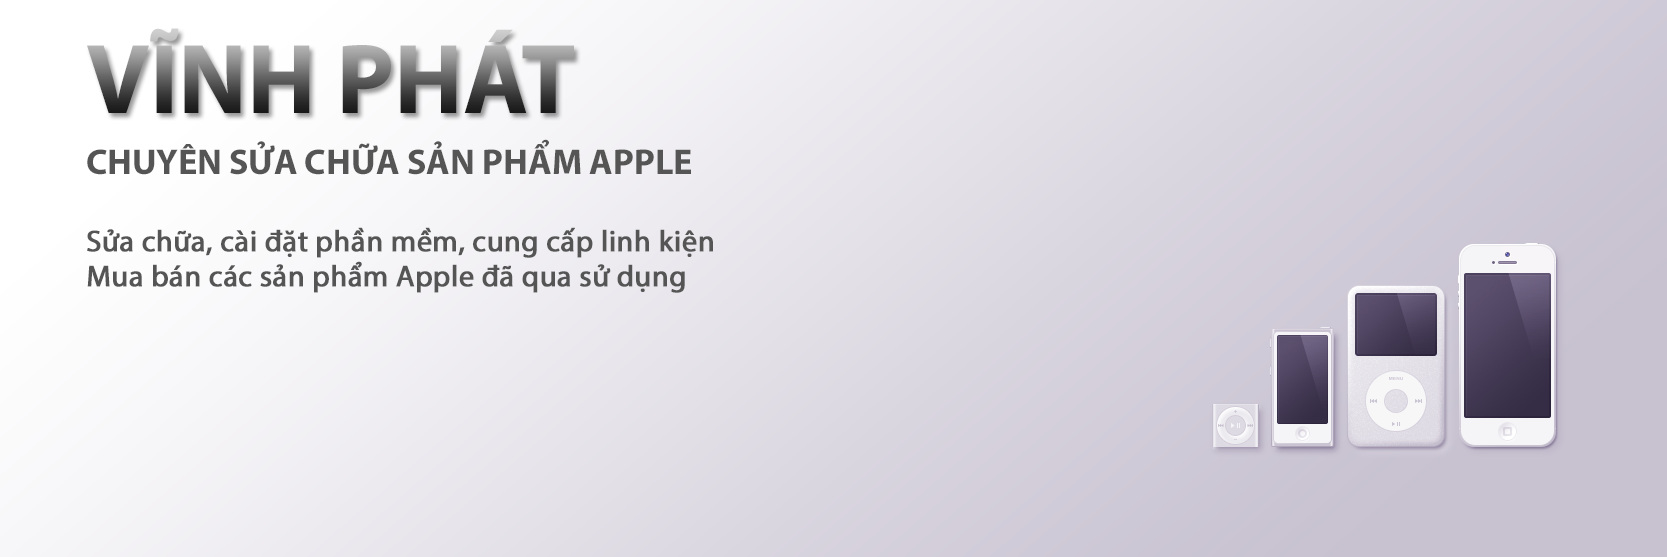 VĨNH PHÁT
CHUYÊN SỬA CHỮA SẢN PHẨM APPLE
Sửa chữa, cài đặt phần mềm, cung cấp linh kiện
Mua bán các sản phẩm Apple đã qua sử dụng